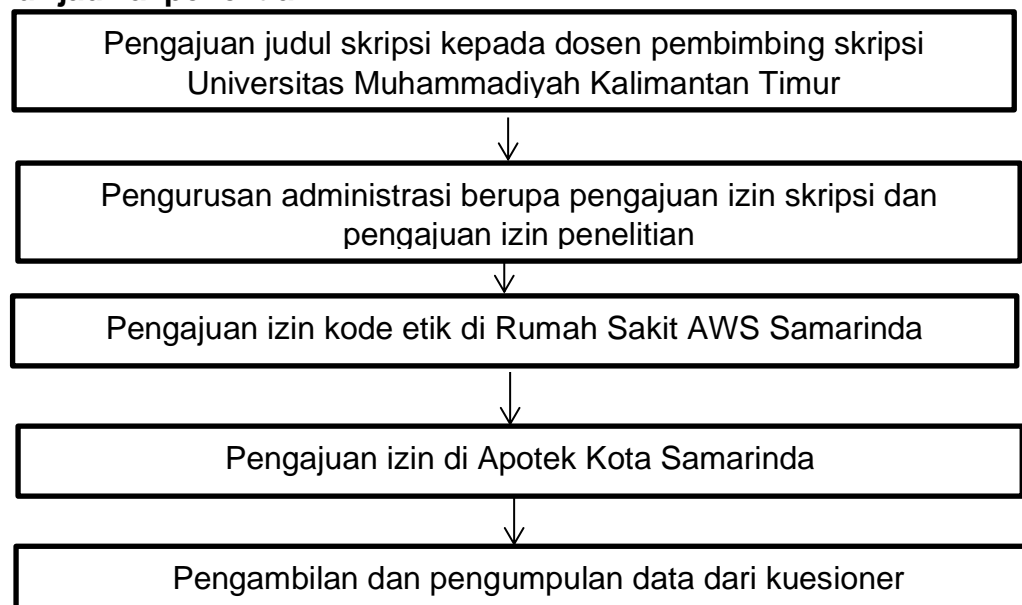 Pengajuan judul skripsi kepada dosen pembimbing skripsi
Universitas Muhammadiyah Kalimantan Timur
Pengurusan administrasi berupa pengajuan izin skripsi dan
pengajuan izin penelitian
Pengajuan izin kode etik di Rumah Sakit AWS Samarinda
Pengajuan izin di Apotek Kota Samarinda
Pengambilan dan pengumpulan data dari kuesioner